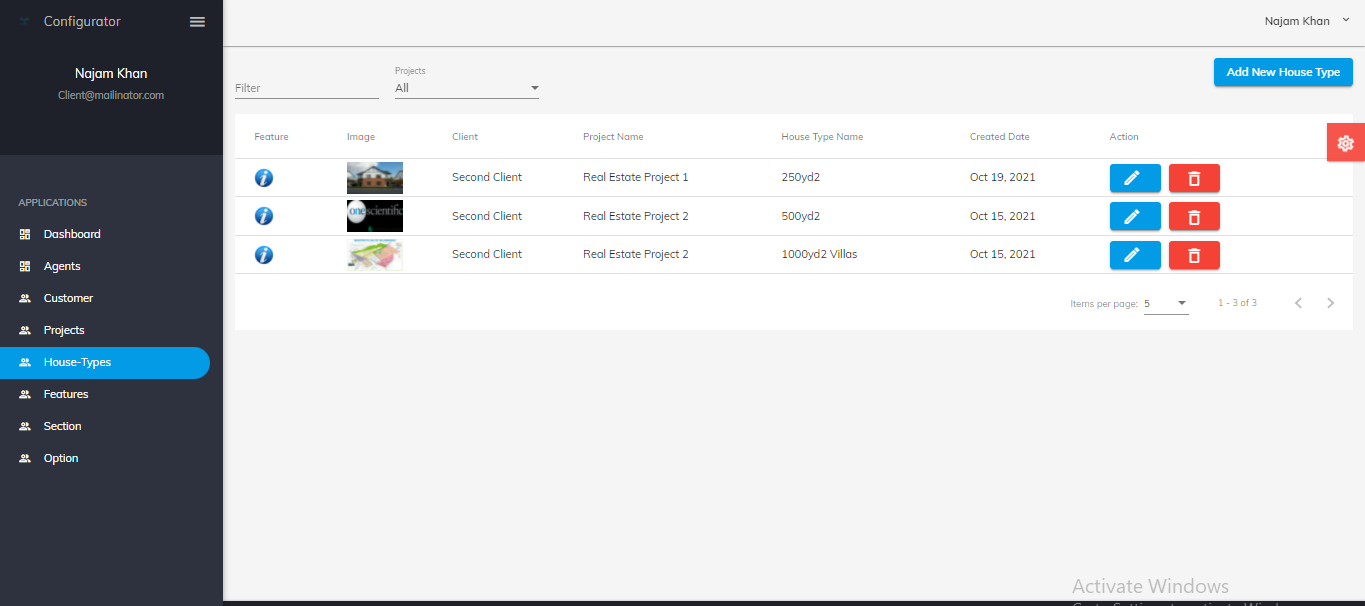 Configurator
Najam Khan
Najam Khan
Client@mailinator.com
APPLICATIONS
Dashboard
Agents
Customer
Projects
House-Types
Features
Section
Option
Filter
Projects
All
Add New House Type
Feature Image Client Project Name House Type Name Created Date Action
Second Client Real Estate Project 1 250yd2 Oct 19, 2021
one scientific
Second Client Real Estate Project 2 500yd2 Oct 15, 2021
Second Client Real Estate Project 2 1000yd2 Villas Oct 15, 2021
Items per page: 5 1 - 3 of 3
Activate Windows